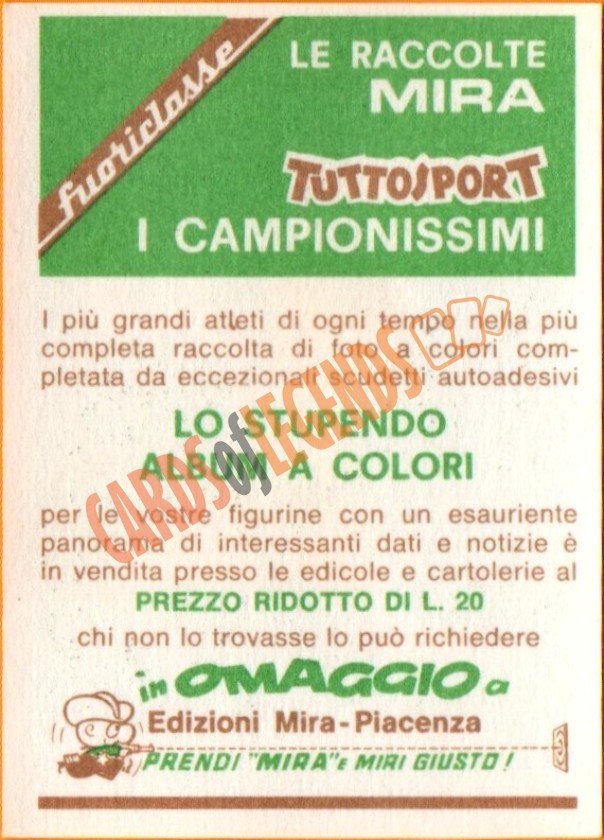 fuoriclasse
LE RACCOLTE
MIRA
TUTTOSPORT
I CAMPIONISSIMI
I più grandi atleti di ogni tempo nella più
completa raccolta di foto a colori com-
pletata da eccezionali scudetti autoadesivi
LO STUPENDO
ALBUM A COLORI
per le vostre figurine con un esauriente
panorama di interessanti dati e notizie è
in vendita presso le edicole e cartolerie al
PREZZO RIDOTTO DI L. 20
chi non lo trovasse lo può richiedere
in OMAGGIO a
Edizioni Mira-Piacenza
PRENDI "MIRA" E MIRI GIUSTO!
CARDS of LEGENDS